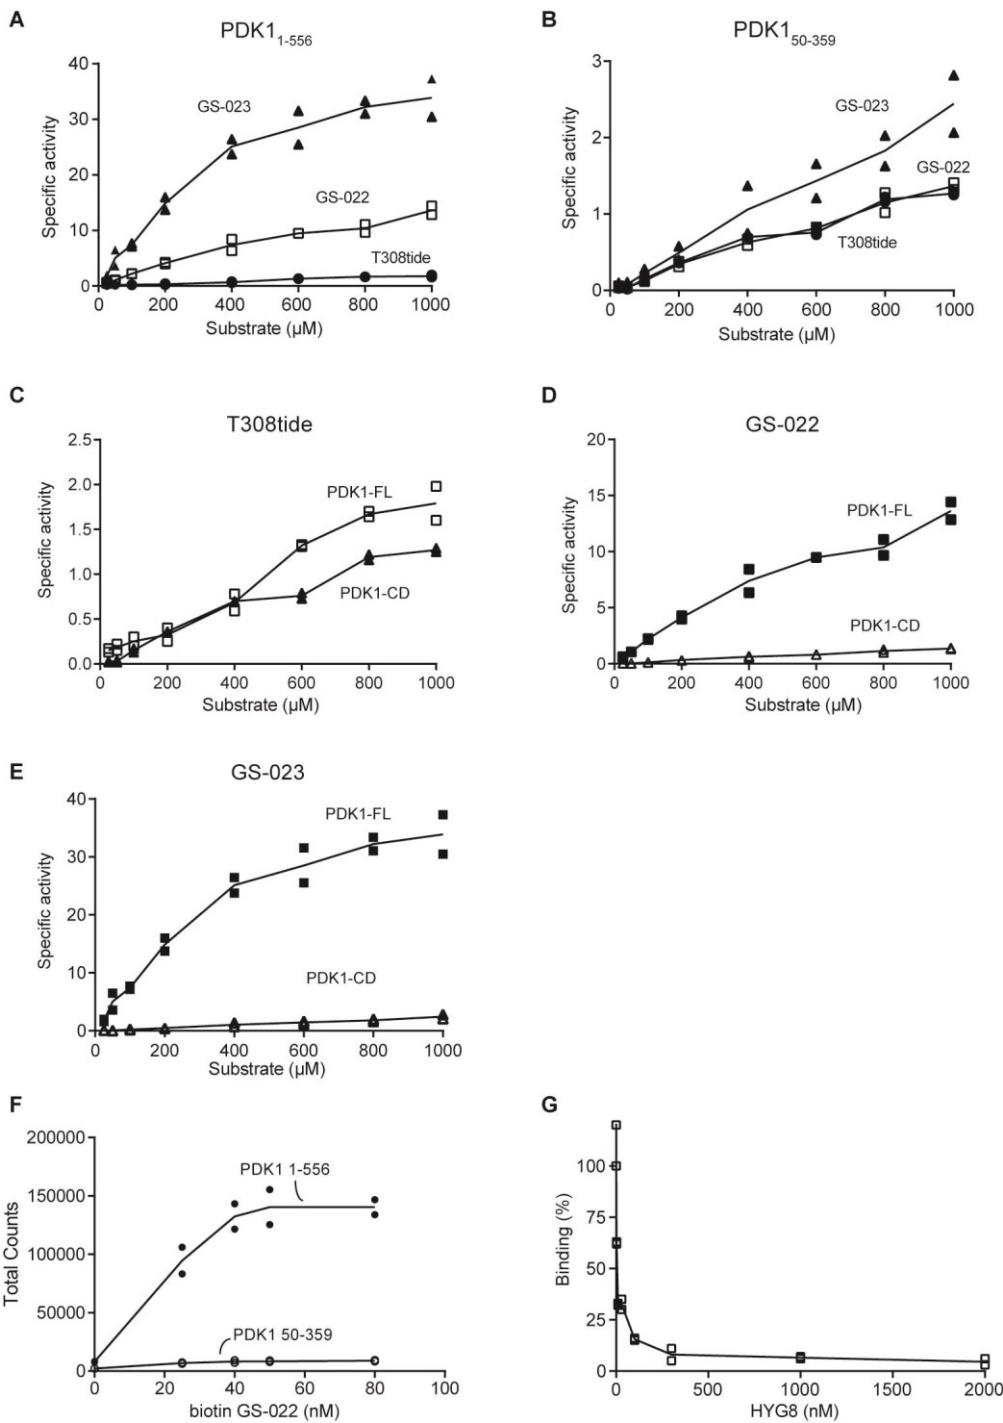 A
PDK1 1-556
40
30
20
10
0
Specific activity
GS-023
GS-022
T308tide
0 200 400 600 800 1000
Substrate (µM)
B
PDK1 50-359
3
2
1
0
Specific activity
GS-023
GS-022
T308tide
0 200 400 600 800 1000
Substrate (µM)
C
T308tide
2.5
2.0
1.5
1.0
0.5
0.0
Specific activity
PDK1-FL
PDK1-CD
0 200 400 600 800 1000
Substrate (µM)
D
GS-022
20
15
10
5
0
Specific activity
PDK1-FL
PDK1-CD
0 200 400 600 800 1000
Substrate (µM)
E
GS-023
40
30
20
10
0
Specific activity
PDK1-FL
PDK1-CD
0 200 400 600 800 1000
Substrate (µM)
F
200000
150000
100000
50000
0
Total Counts
PDK1 1-556
PDK1 50-359
0 20 40 60 80 100
biotin GS-022 (nM)
G
100
75
50
25
0
Binding (%)
0 500 1000 1500 2000
HYG8 (nM)